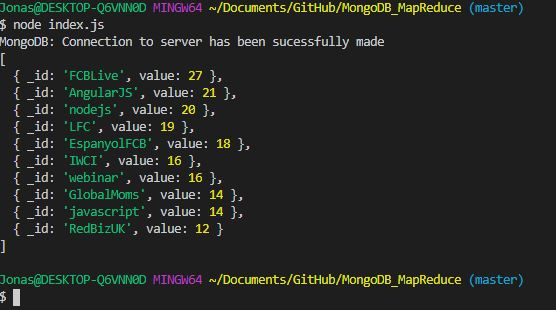 Jonas@DESKTOP-Q6VNN0D MINGW64 ~/Documents/GitHub/MongoDB_MapReduce (master)
$ node index.js
MongoDB: Connection to server has been sucessfully made
[
  { _id: 'FCBLive', value: 27 },
  { _id: 'AngularJS', value: 21 },
  { _id: 'nodejs', value: 20 },
  { _id: 'LFC', value: 19 },
  { _id: 'EspanyolFCB', value: 18 },
  { _id: 'IWCI', value: 16 },
  { _id: 'webinar', value: 16 },
  { _id: 'GlobalMoms', value: 14 },
  { _id: 'javascript', value: 14 },
  { _id: 'RedBizUK', value: 12 }
]
Jonas@DESKTOP-Q6VNN0D MINGW64 ~/Documents/GitHub/MongoDB_MapReduce (master)
$